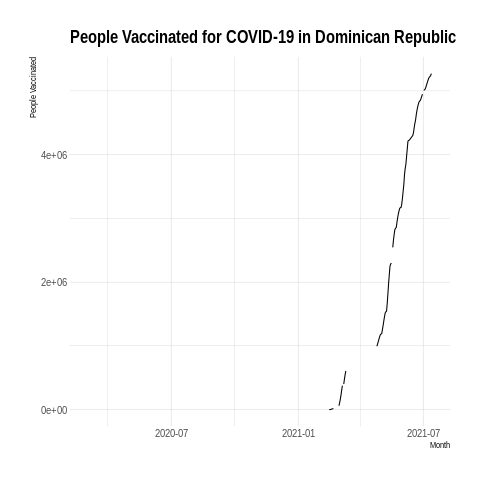 People Vaccinated for COVID-19 in Dominican Republic
People Vaccinated
4e+06
2e+06
0e+00
2020-07 2021-01 2021-07
Month